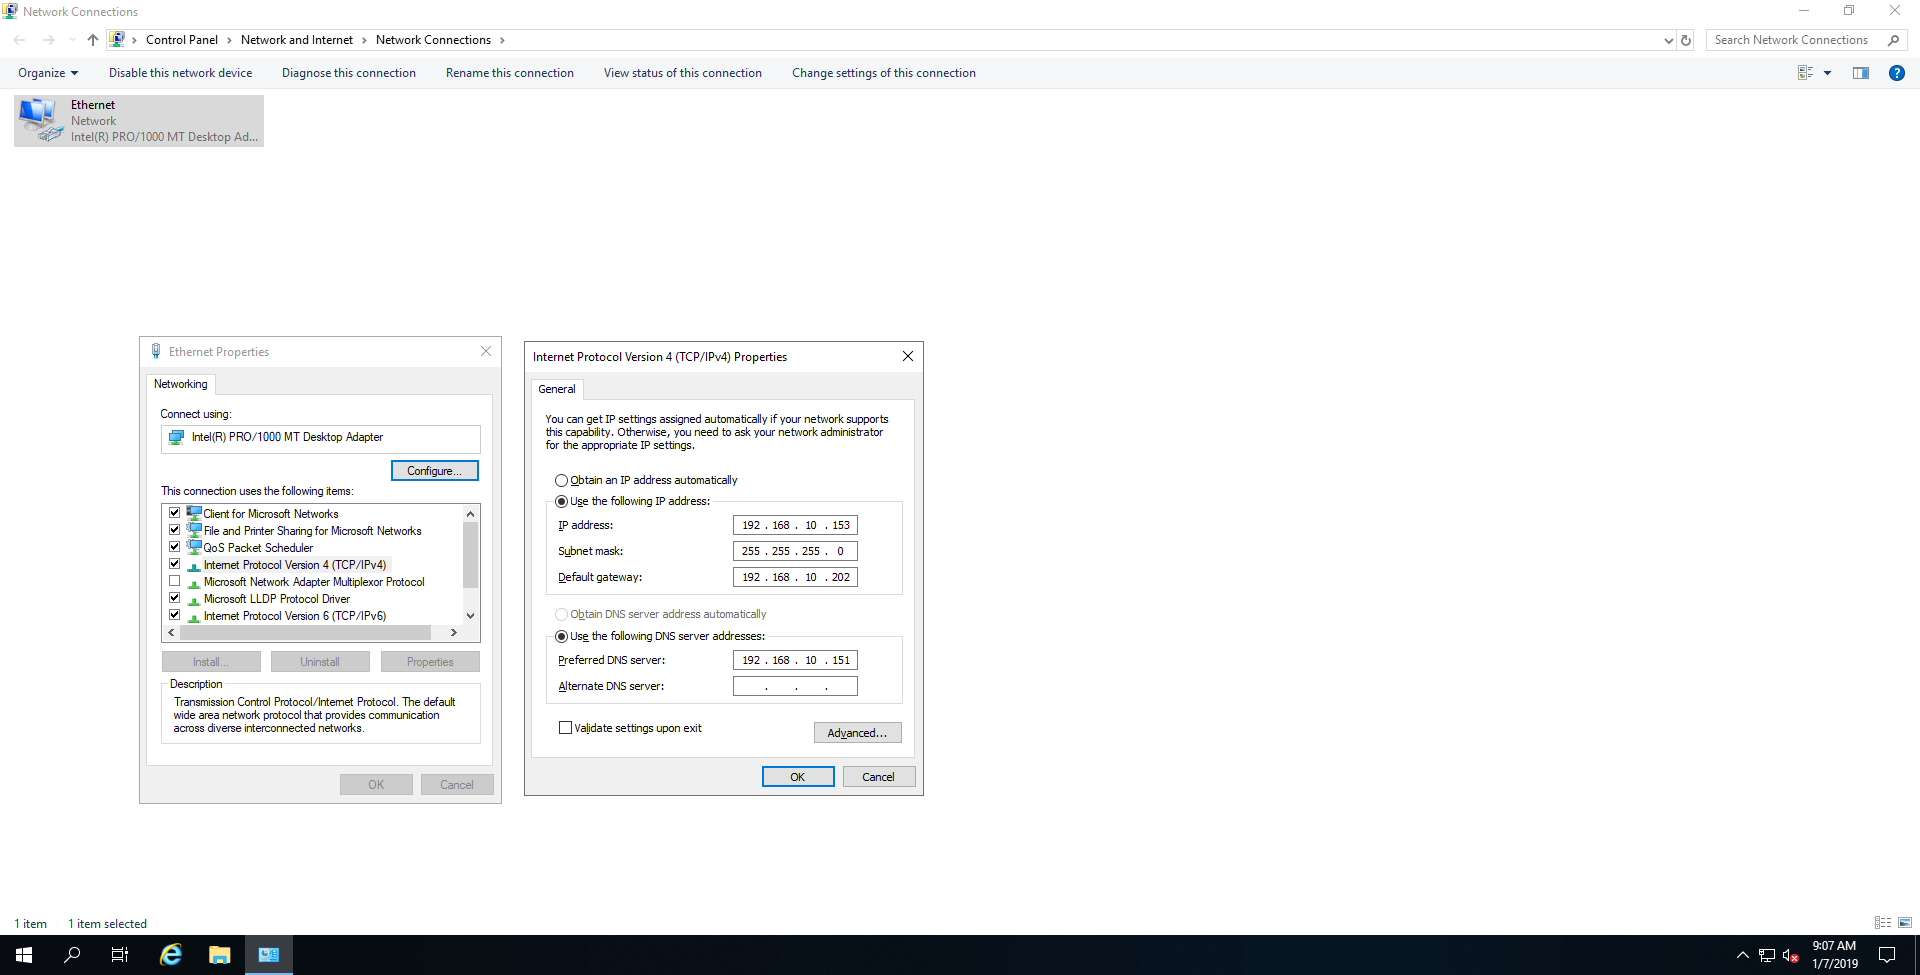 Network Connections
Control Panel > Network and Internet > Network Connections >
Search Network Connections
Organize
Disable this network device
Diagnose this connection
Rename this connection
View status of this connection
Change settings of this connection
Ethernet
Network
Intel(R) PRO/1000 MT Desktop Ad...
Ethernet Properties
Networking
Connect using:
Intel(R) PRO/1000 MT Desktop Adapter
Configure...
This connection uses the following items:
Client for Microsoft Networks
File and Printer Sharing for Microsoft Networks
QoS Packet Scheduler
Internet Protocol Version 4 (TCP/IPv4)
Microsoft Network Adapter Multiplexor Protocol
Microsoft LLDP Protocol Driver
Internet Protocol Version 6 (TCP/IPv6)
Install...
Uninstall
Properties
Description
Transmission Control Protocol/Internet Protocol. The default
wide area network protocol that provides communication
across diverse interconnected networks.
OK
Cancel
Internet Protocol Version 4 (TCP/IPv4) Properties
General
You can get IP settings assigned automatically if your network supports
this capability. Otherwise, you need to ask your network administrator
for the appropriate IP settings.
Obtain an IP address automatically
Use the following IP address:
IP address: 192 . 168 . 10 . 153
Subnet mask: 255 . 255 . 255 . 0
Default gateway: 192 . 168 . 10 . 202
Obtain DNS server address automatically
Use the following DNS server addresses:
Preferred DNS server: 192 . 168 . 10 . 151
Alternate DNS server: . . .
Validate settings upon exit
Advanced...
OK
Cancel
1 item
1 item selected
9:07 AM
1/7/2019